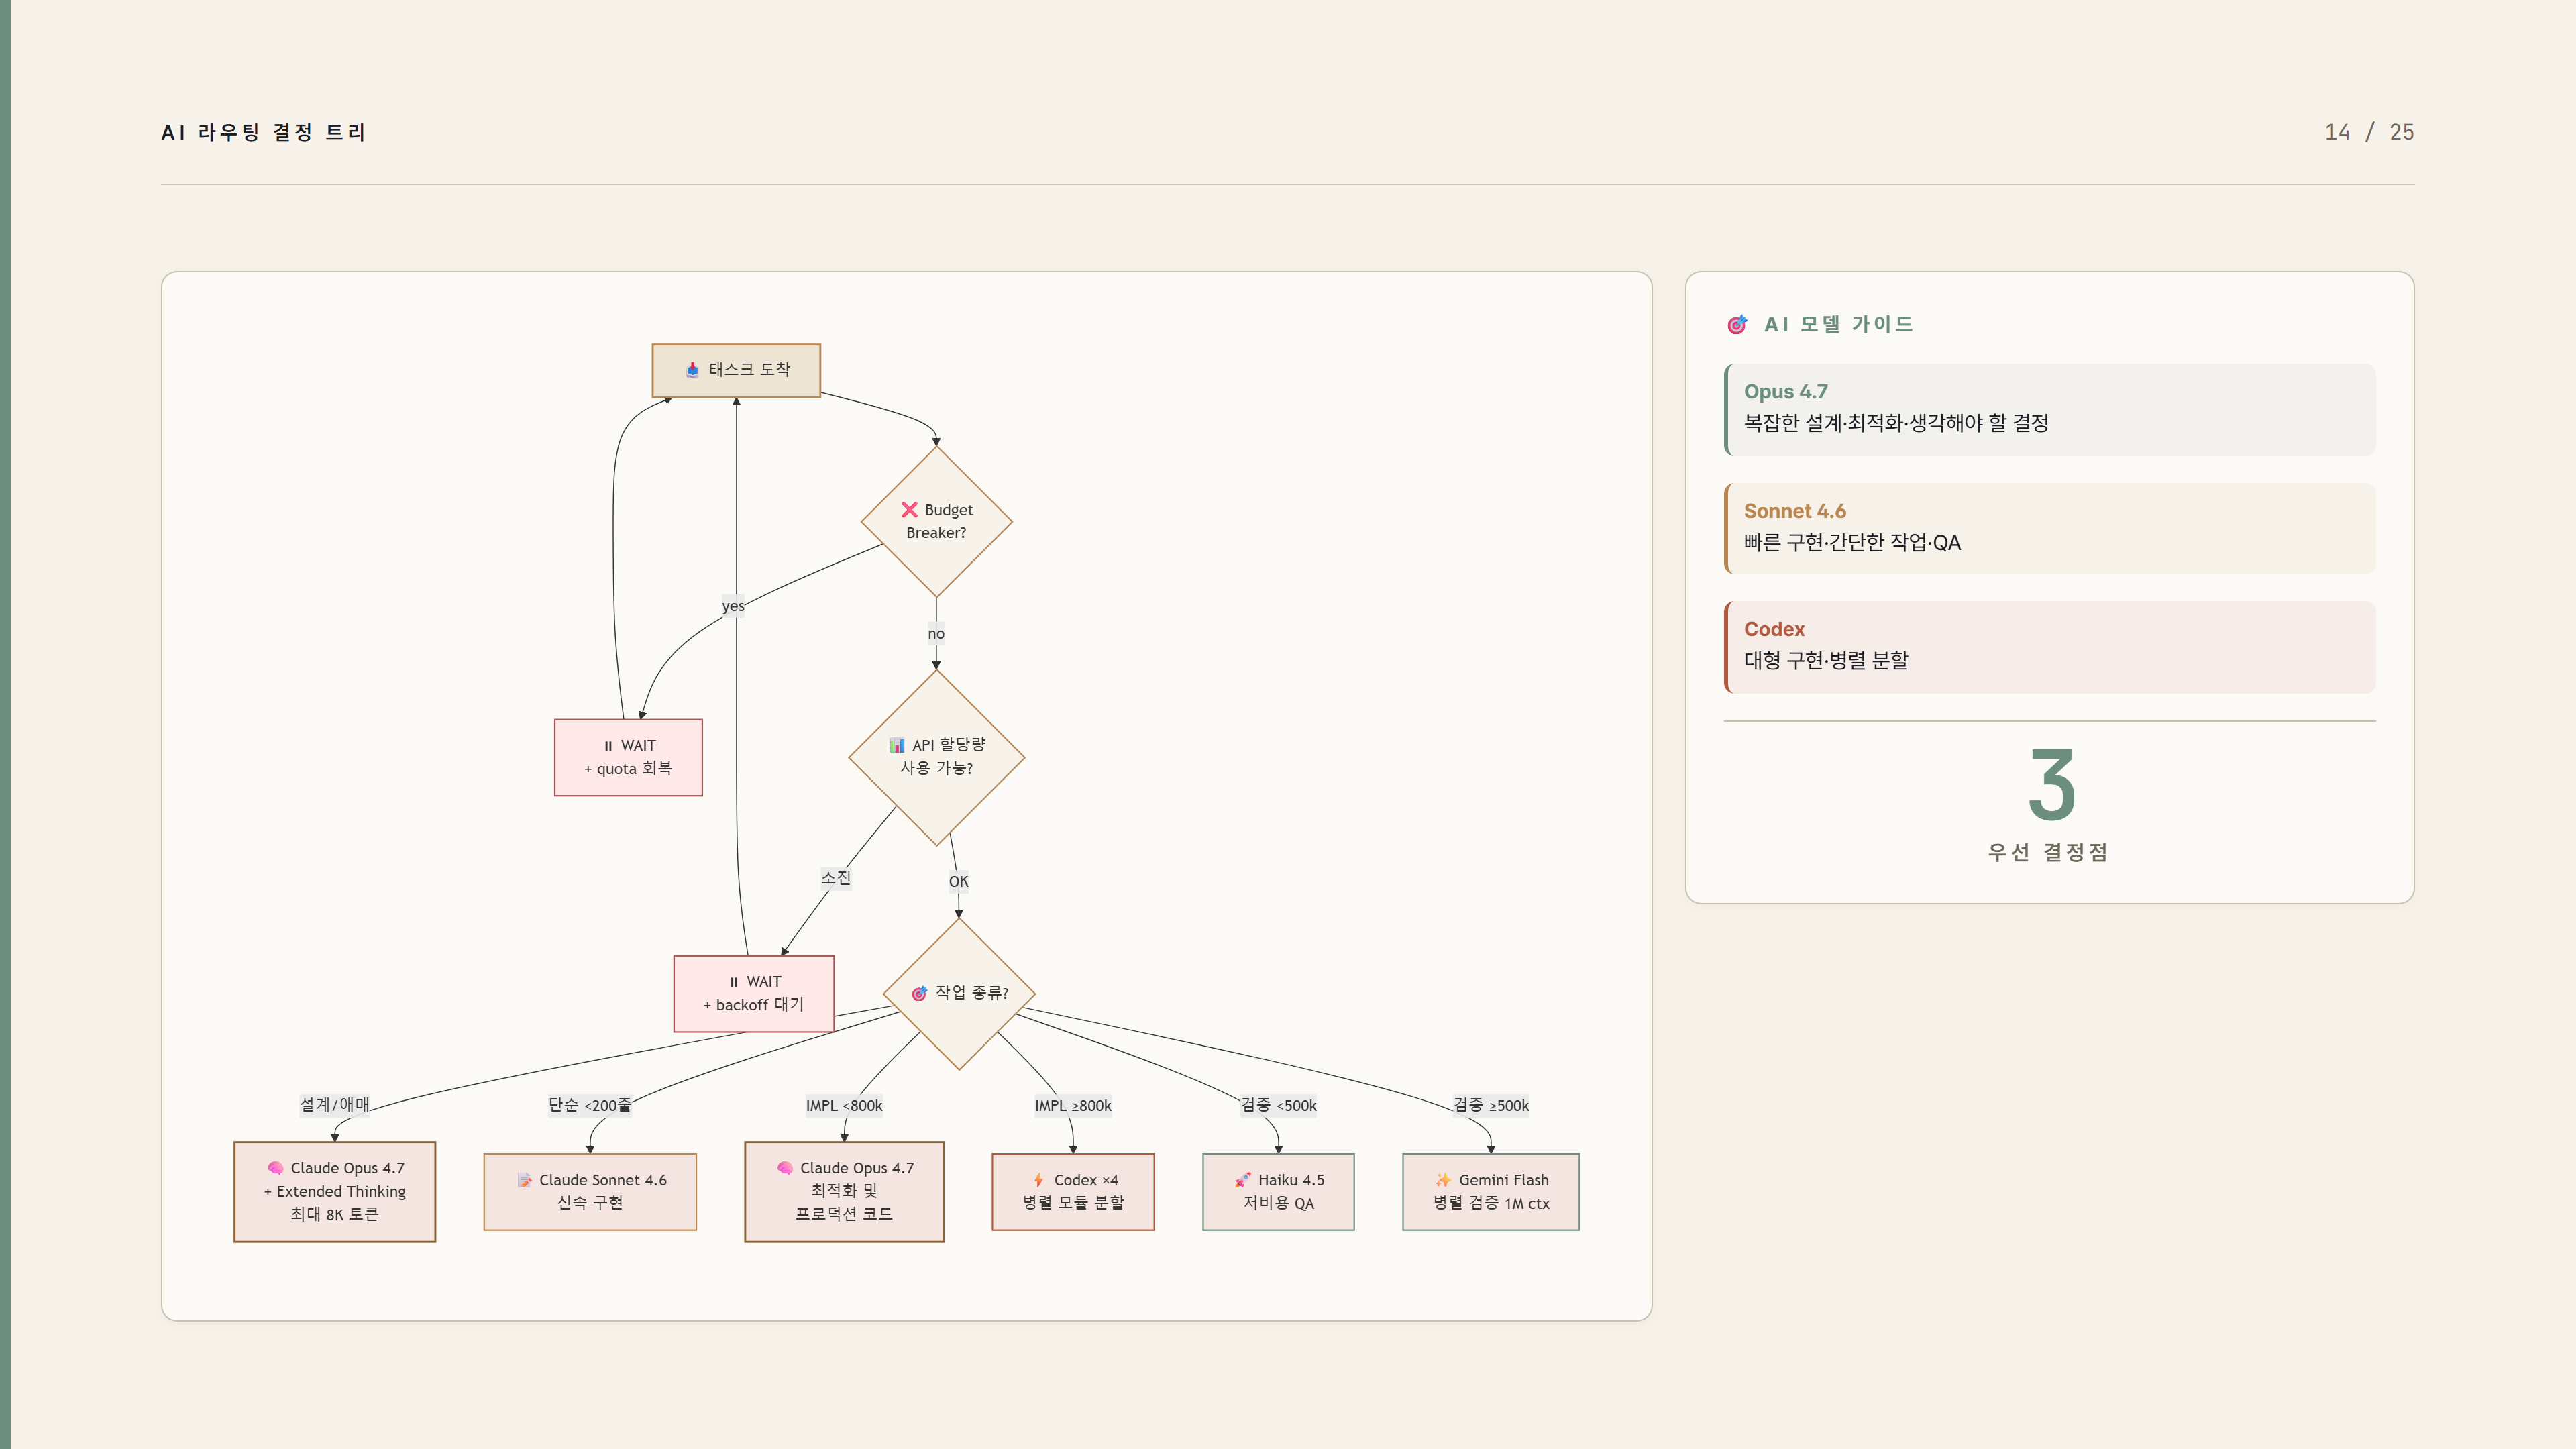 AI 라우팅 결정 트리
14 / 25
📥 태스크 도착
❌ Budget
Breaker?
yes
no
⏸ WAIT
+ quota 회복
📊 API 할당량
사용 가능?
소진
OK
⏸ WAIT
+ backoff 대기
🎯 작업 종류?
설계/애매
단순 <200줄
IMPL <800k
IMPL ≥800k
검증 <500k
검증 ≥500k
🧠 Claude Opus 4.7
+ Extended Thinking
최대 8K 토큰
📝 Claude Sonnet 4.6
신속 구현
🧠 Claude Opus 4.7
최적화 및
프로덕션 코드
⚡ Codex ×4
병렬 모듈 분할
🚀 Haiku 4.5
저비용 QA
✨ Gemini Flash
병렬 검증 1M ctx
🎯 AI 모델 가이드
Opus 4.7
복잡한 설계·최적화·생각해야 할 결정
Sonnet 4.6
빠른 구현·간단한 작업·QA
Codex
대형 구현·병렬 분할
3
우선 결정점